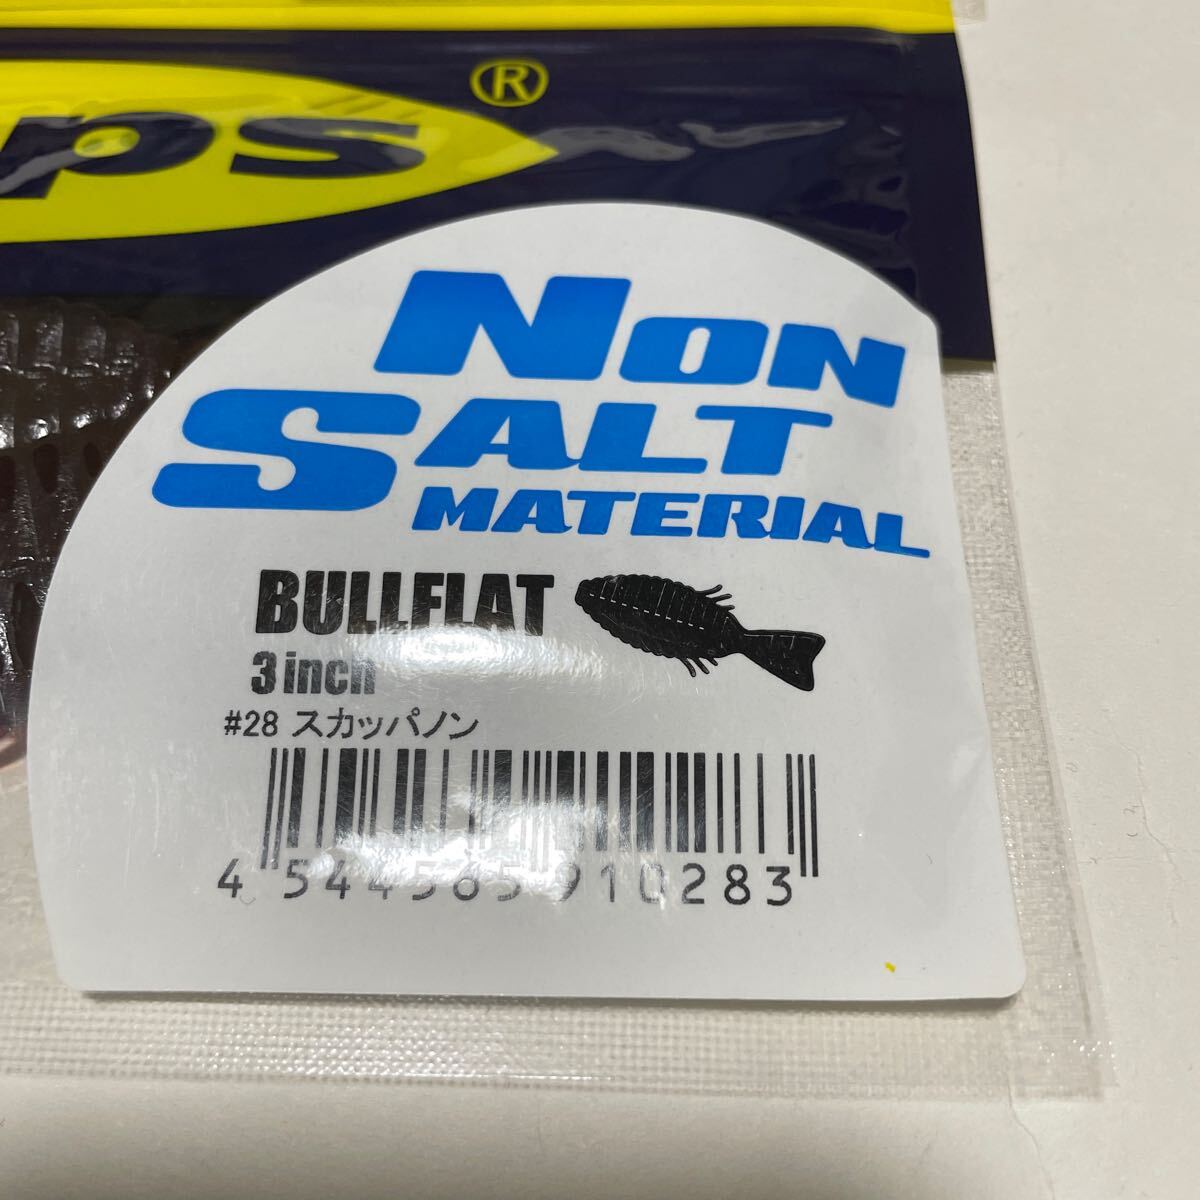 ps®
NON
SALT
MATERIAL
BULLFLAT
3 inch
#28 スカッパノン
4 544565 910283